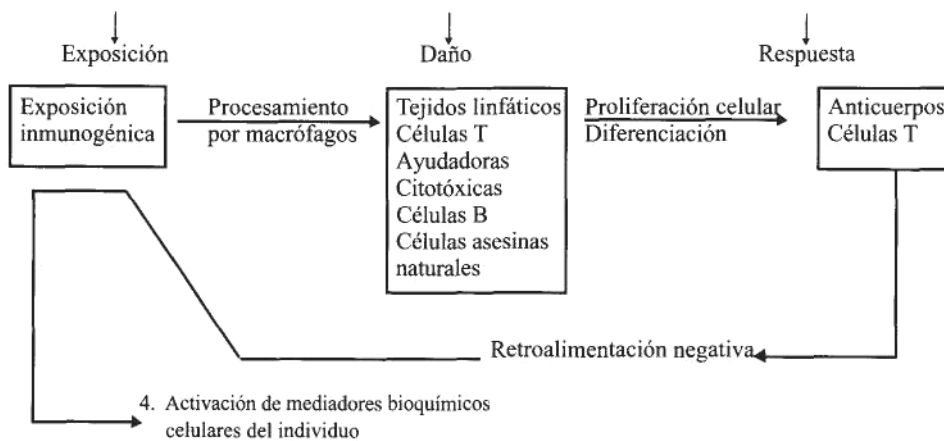 Exposición
Daño
Respuesta
Exposición
inmunogénica
Procesamiento
por macrófagos
Tejidos linfáticos
Células T
Ayudadoras
Citotóxicas
Células B
Células asesinas
naturales
Proliferación celular
Diferenciación
Anticuerpos
Células T
Retroalimentación negativa
4. Activación de mediadores bioquímicos
celulares del individuo